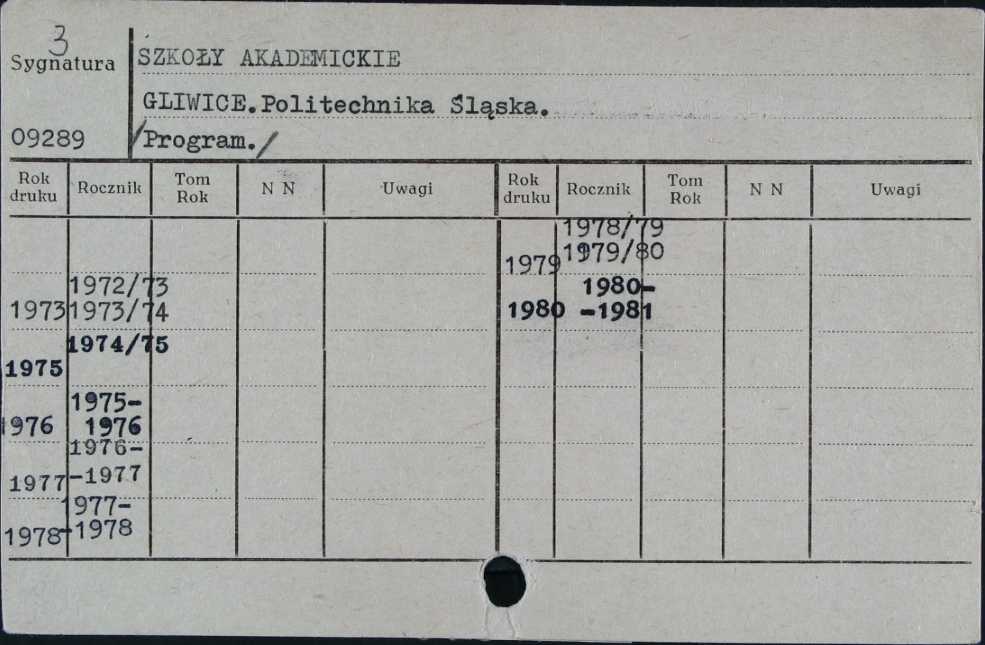 3
Sygnatura
SZKOŁY AKADEMICKIE
GLIWICE.Politechnika Śląska.
09289
/Program./
Rok druku
Rocznik
Tom Rok
N N
Uwagi
Rok druku
Rocznik
Tom Rok
N N
Uwagi
1972/73
1973 1973/74
1974/75
1975
1975-
1976 1976
1976-
1977 -1977
1977-
1978 -1978
1978/79
1979 1979/80
1980-
1980 -1981